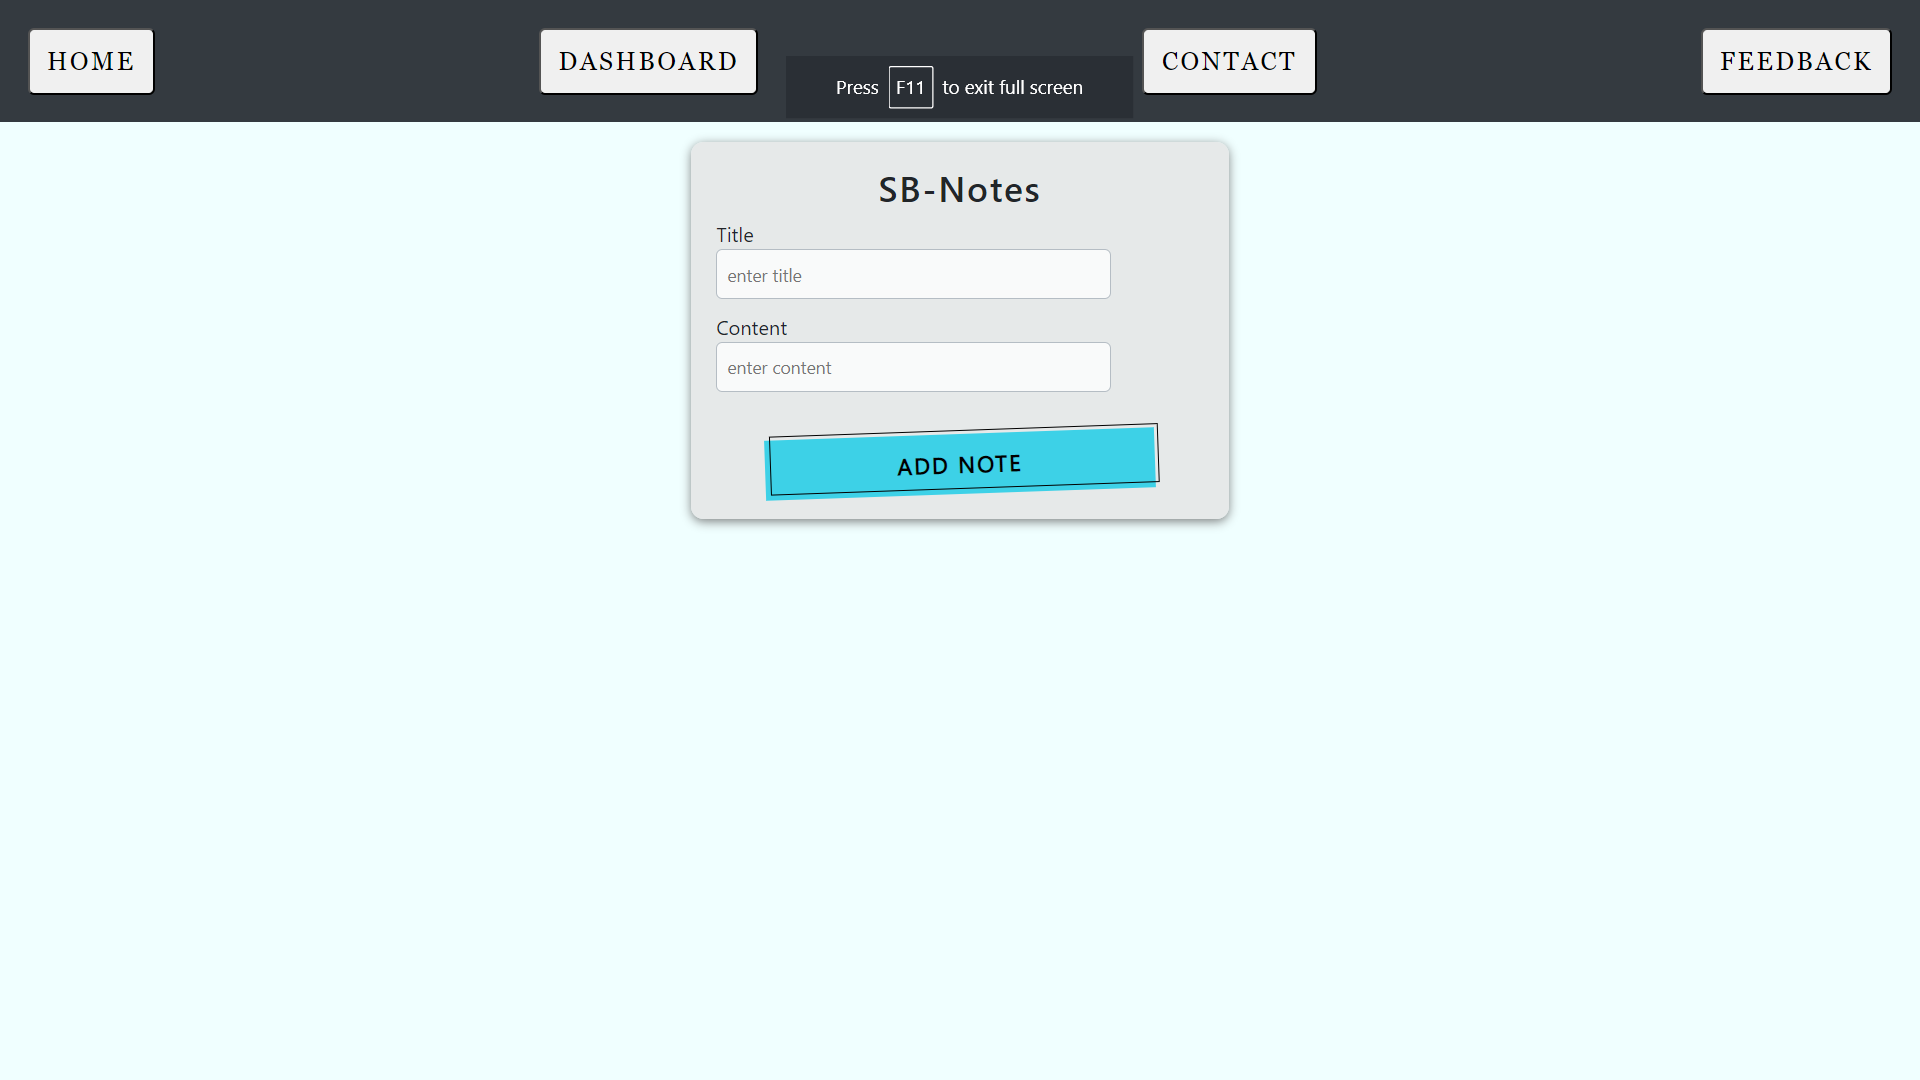 HOME
DASHBOARD
CONTACT
FEEDBACK
Press F11 to exit full screen
SB-Notes
Title
enter title
Content
enter content
ADD NOTE